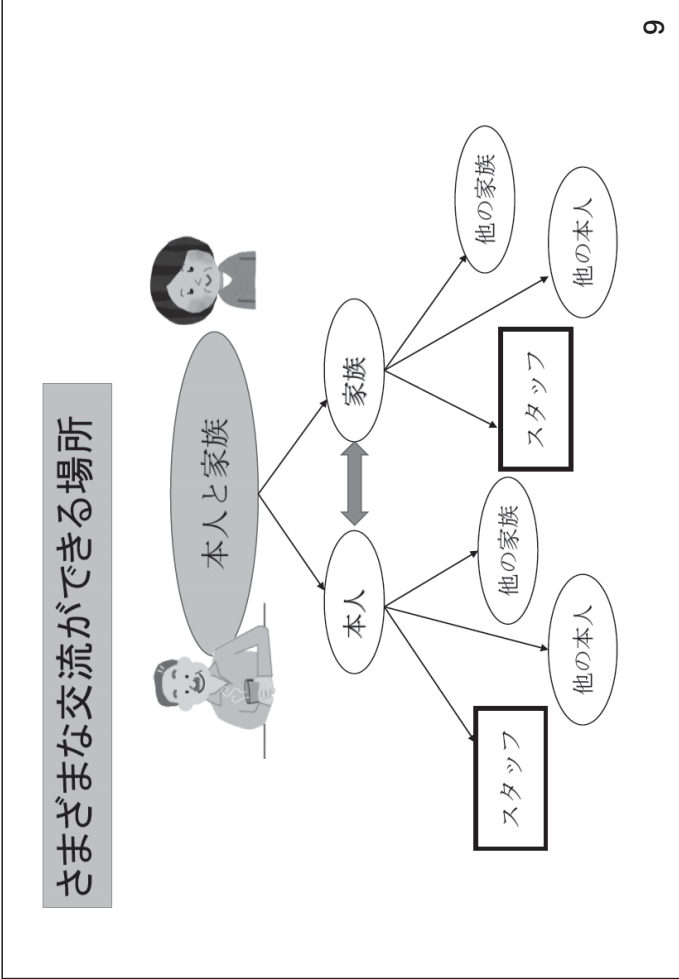 さまざまな交流ができる場所
本人と家族
本人
家族
スタッフ
他の本人
他の家族
スタッフ
他の本人
他の家族
9